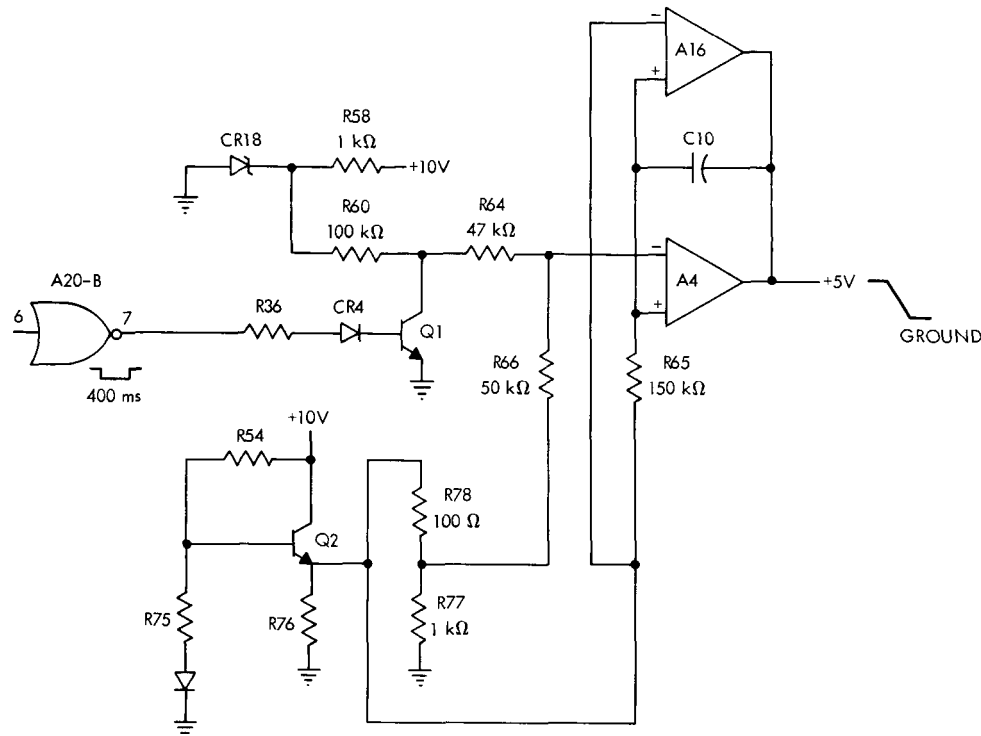 −
A16
+
R58
1 kΩ
CR18
+10V
C10
R60
100 kΩ
R64
47 kΩ
−
A4
+
+5V
GROUND
A20-B
6
7
400 ms
R36
CR4
Q1
R66
50 kΩ
R65
150 kΩ
+10V
R54
Q2
R78
100 Ω
R75
R76
R77
1 kΩ